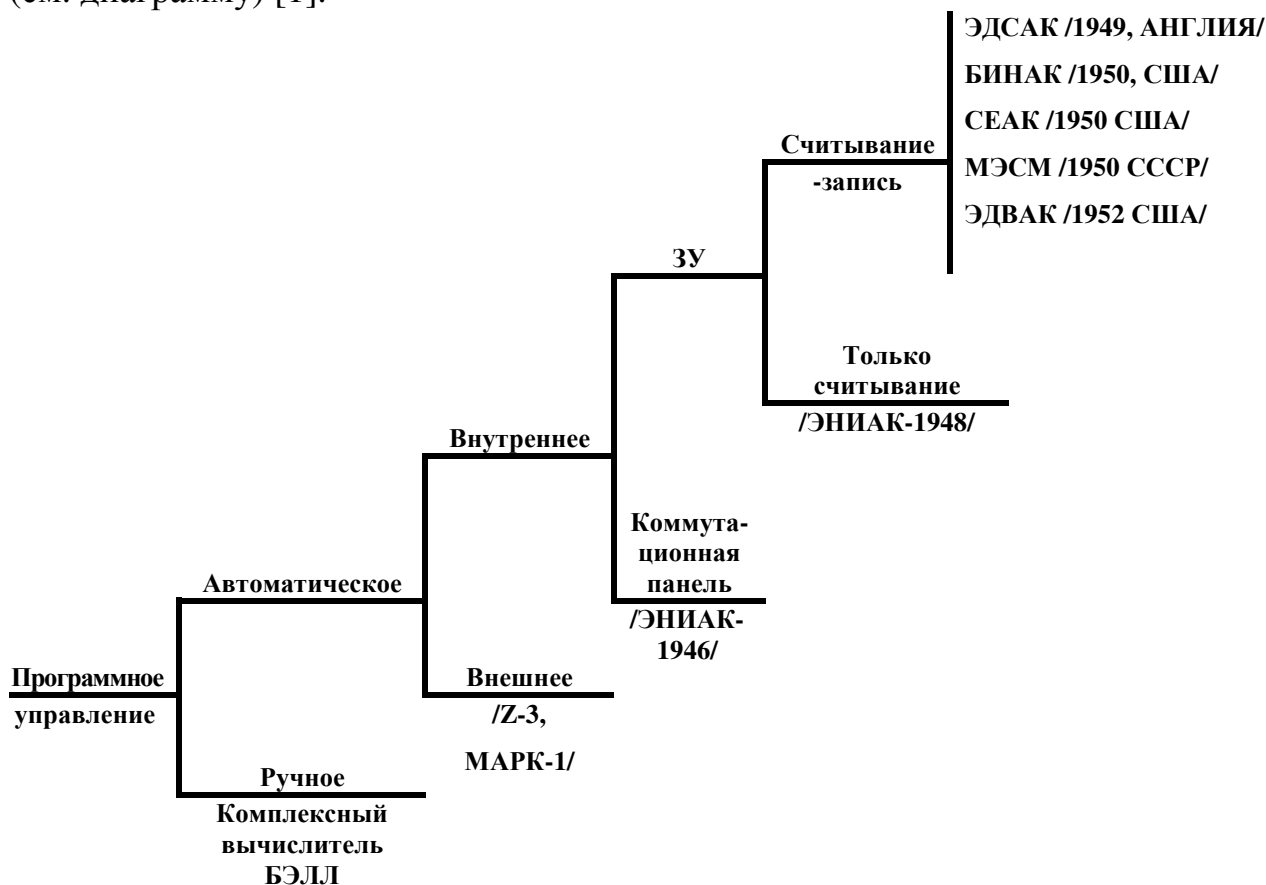 (см. диаграмму) [1].
ЭДСАК /1949, АНГЛИЯ/
БИНАК /1950, США/
СЕАК /1950 США/
МЭСМ /1950 СССР/
ЭДВАК /1952 США/
Считывание
-запись
ЗУ
Только
считывание
/ЭНИАК-1948/
Внутреннее
Коммута-
ционная
панель
/ЭНИАК-
1946/
Автоматическое
Внешнее
/Z-3,
МАРК-1/
Программное
управление
Ручное
Комплексный
вычислитель
БЭЛЛ